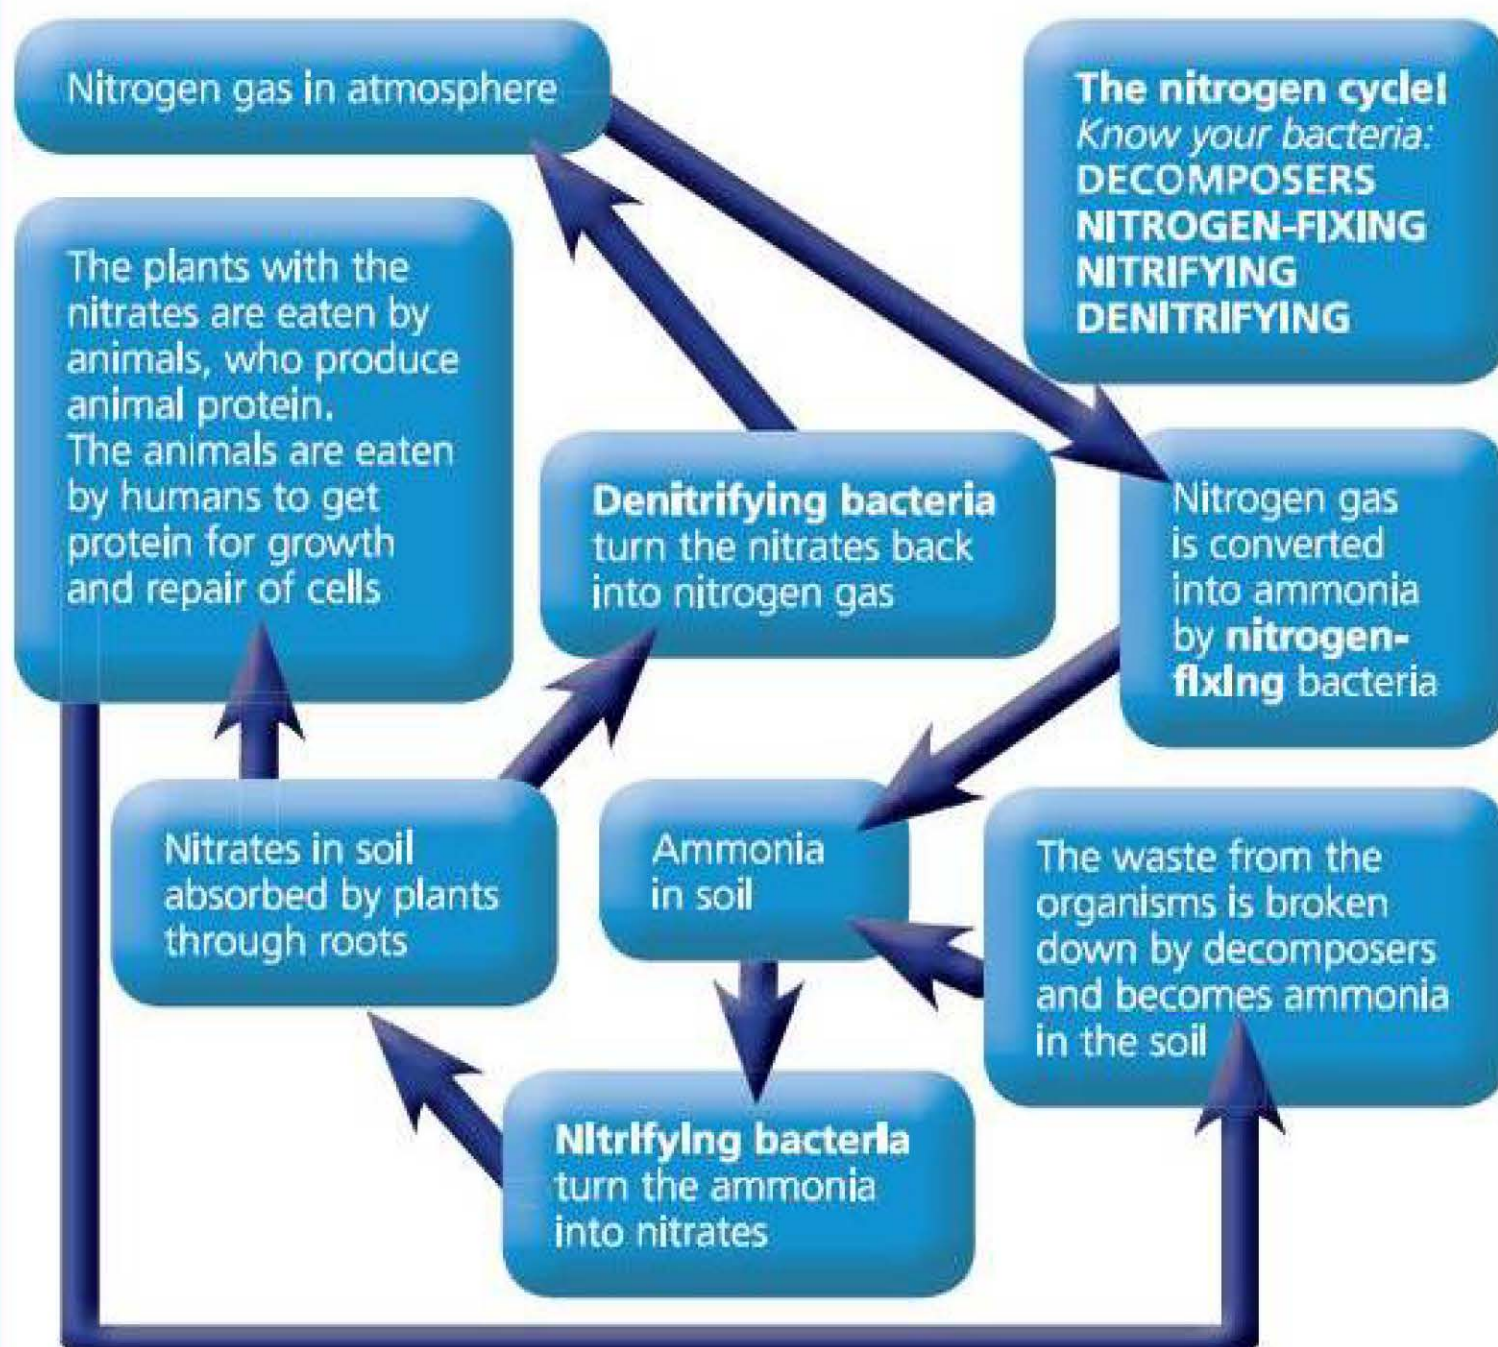 Nitrogen gas in atmosphere
The nitrogen cycle!
Know your bacteria:
DECOMPOSERS
NITROGEN-FIXING
NITRIFYING
DENITRIFYING
The plants with the
nitrates are eaten by
animals, who produce
animal protein.
The animals are eaten
by humans to get
protein for growth
and repair of cells
Denitrifying bacteria
turn the nitrates back
into nitrogen gas
Nitrogen gas
is converted
into ammonia
by nitrogen-
fixing bacteria
Nitrates in soil
absorbed by plants
through roots
Ammonia
in soil
The waste from the
organisms is broken
down by decomposers
and becomes ammonia
in the soil
Nitrifying bacteria
turn the ammonia
into nitrates